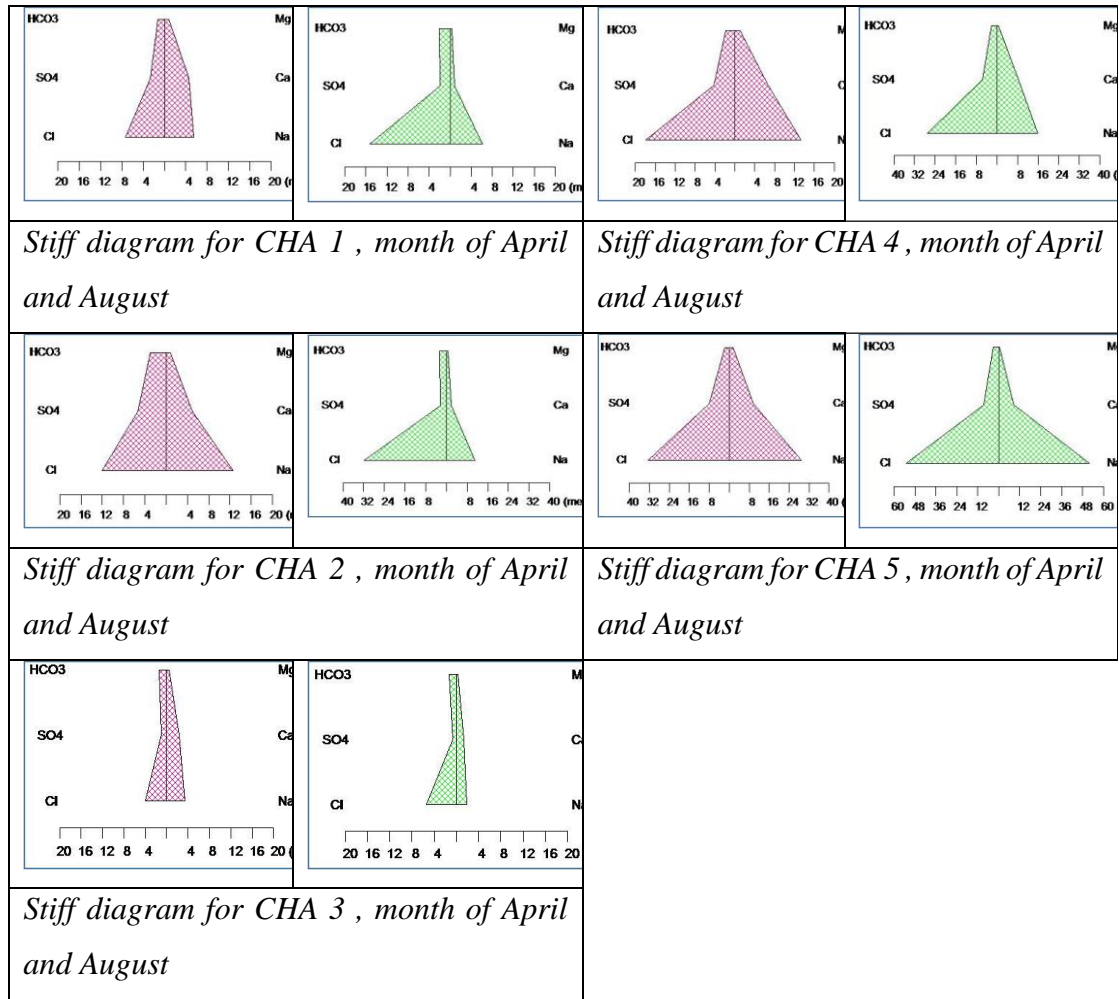 HCO3 Mg
SO4 Ca
Cl Na
20 16 12 8 4 4 8 12 16 20 (
HCO3 Mg
SO4 Ca
Cl Na
20 16 12 8 4 4 8 12 16 20 (me
HCO3 M
SO4 C
Cl N
20 16 12 8 4 4 8 12 16 20
HCO3 Mg
SO4 Ca
Cl Na
40 32 24 16 8 8 16 24 32 40 (
Stiff diagram for CHA 1 , month of April
and August
Stiff diagram for CHA 4 , month of April
and August
HCO3 Mg
SO4 Ca
Cl Na
20 16 12 8 4 4 8 12 16 20 (
HCO3 Mg
SO4 Ca
Cl Na
40 32 24 16 8 8 16 24 32 40 (me
HCO3 Mg
SO4 Ca
Cl Na
40 32 24 16 8 8 16 24 32 40
HCO3 Mg
SO4 Ca
Cl Na
60 48 36 24 12 12 24 36 48 60
Stiff diagram for CHA 2 , month of April
and August
Stiff diagram for CHA 5 , month of April
and August
HCO3 Mg
SO4 Ca
Cl Na
20 16 12 8 4 4 8 12 16 20 (
HCO3 M
SO4 C
Cl Na
20 16 12 8 4 4 8 12 16 20
Stiff diagram for CHA 3 , month of April
and August